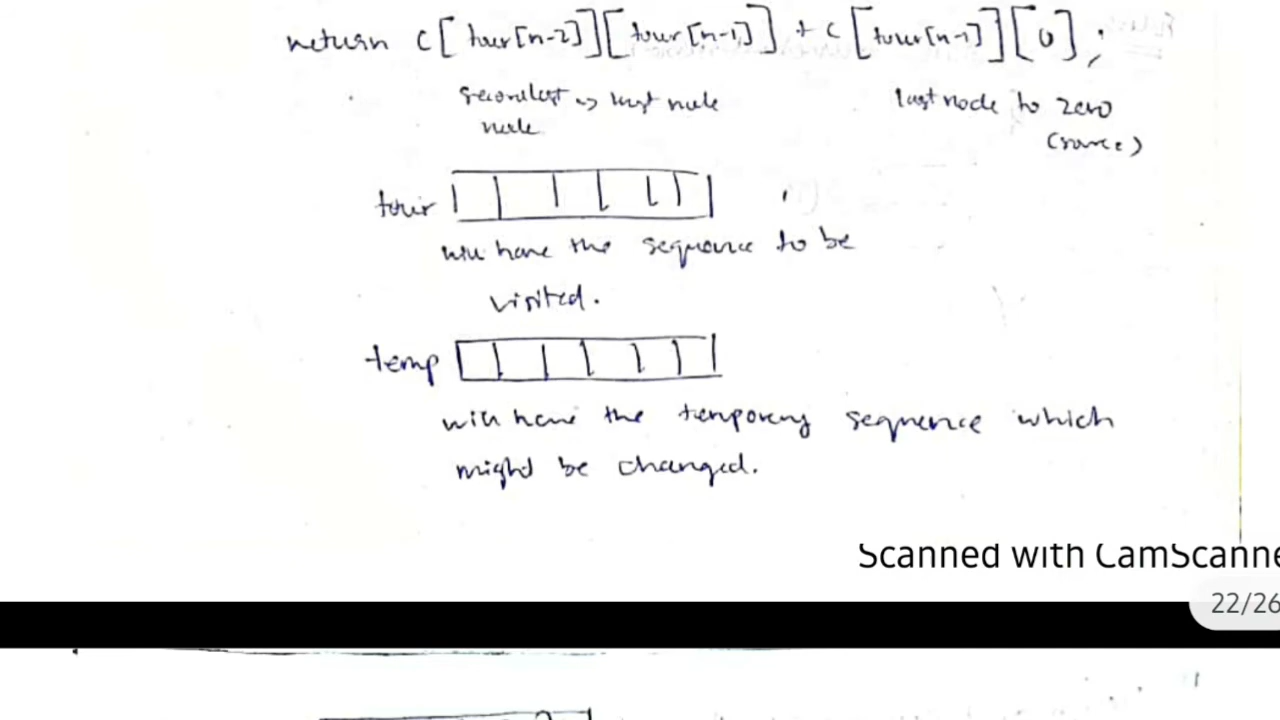 return c[tour[n-2]][tour[n-1]] + c[tour[n-1]][0];
secondlast -> last node last node to zero
node (source)
tour
will have the sequence to be
visited.
temp
will have the temporary sequence which
might be changed.
Scanned with CamScanne
22/26